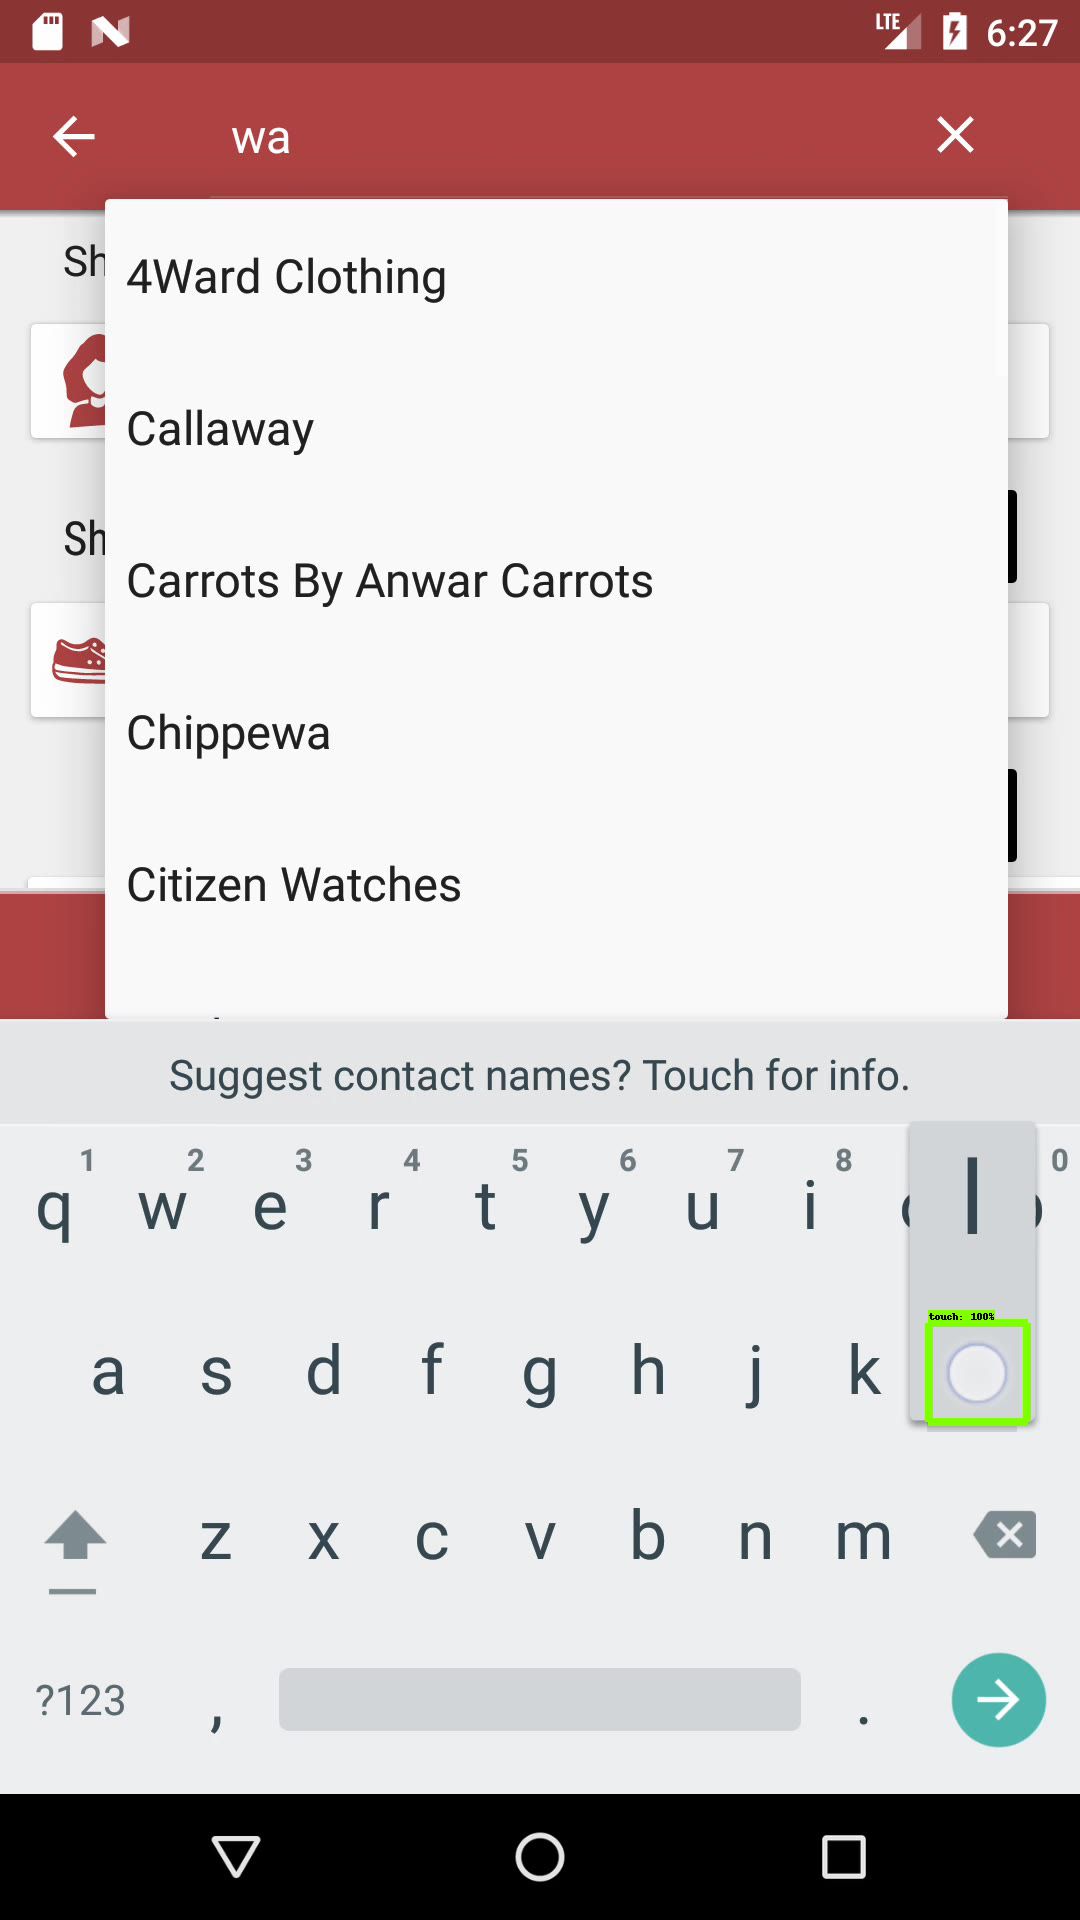 LTE 6:27
wa
Sh
4Ward Clothing
Callaway
Carrots By Anwar Carrots
Sh
Chippewa
Citizen Watches
Suggest contact names? Touch for info.
1 2 3 4 5 6 7 8 0
q w e r t y u i l
touch: 100%
a s d f g h j k
z x c v b n m
?123 , .